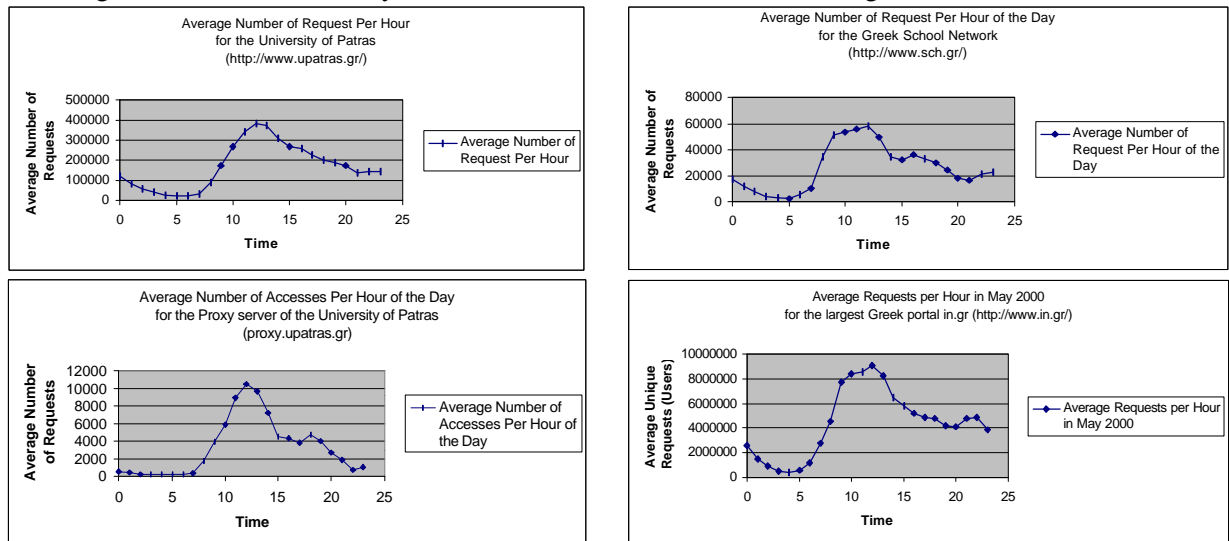 Average Number of Request Per Hour
for the University of Patras
(http://www.upatras.gr/)
Average Number of
Requests
500000
400000
300000
200000
100000
0
0 5 10 15 20 25
Time
Average Number of
Request Per Hour
Average Number of Request Per Hour of the Day
for the Greek School Network
(http://www.sch.gr/)
Average Number of
Requests
80000
60000
40000
20000
0
0 5 10 15 20 25
Time
Average Number of
Request Per Hour of the
Day
Average Number of Accesses Per Hour of the Day
for the Proxy server of the University of Patras
(proxy.upatras.gr)
Average Number
of Requests
12000
10000
8000
6000
4000
2000
0
0 5 10 15 20 25
Time
Average Number of
Accesses Per Hour of
the Day
Average Requests per Hour in May 2000
for the largest Greek portal in.gr (http://www.in.gr/)
Average Unique
Requests (Users)
10000000
8000000
6000000
4000000
2000000
0
0 5 10 15 20 25
Time
Average Requests per Hour
in May 2000